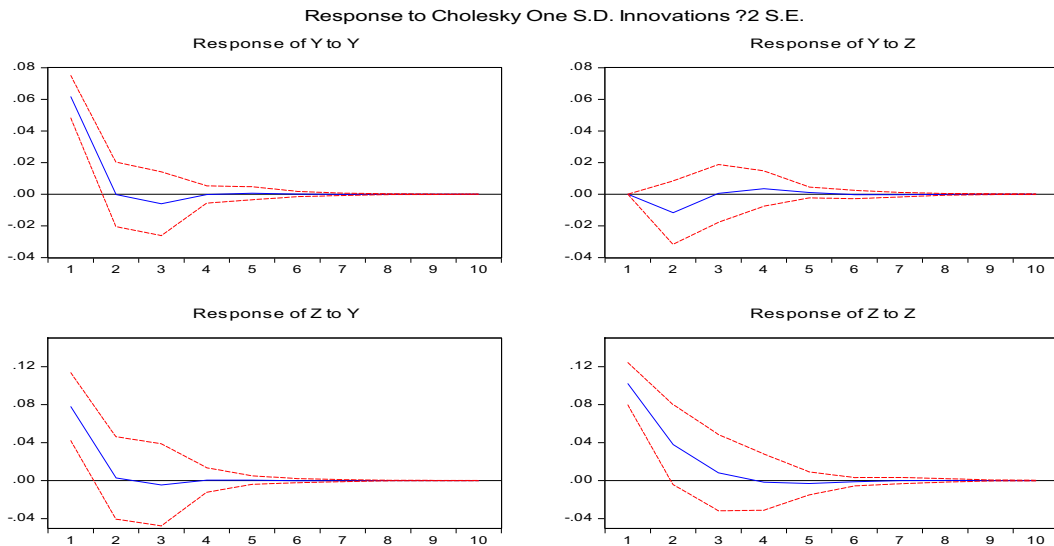 Response to Cholesky One S.D. Innovations ?2 S.E.
Response of Y to Y
.08
.06
.04
.02
.00
-.02
-.04
1 2 3 4 5 6 7 8 9 10
Response of Y to Z
.08
.06
.04
.02
.00
-.02
-.04
1 2 3 4 5 6 7 8 9 10
Response of Z to Y
.12
.08
.04
.00
-.04
1 2 3 4 5 6 7 8 9 10
Response of Z to Z
.12
.08
.04
.00
-.04
1 2 3 4 5 6 7 8 9 10